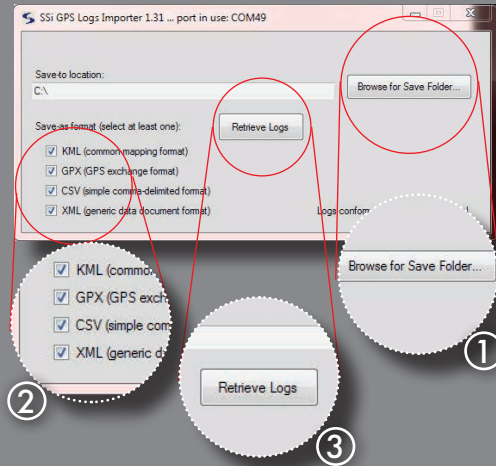 SSi GPS Logs Importer 1.31 ... port in use: COM49
Save-to location:
C:\
Browse for Save Folder...
Save-as format (select at least one):
Retrieve Logs
KML (common mapping format)
GPX (GPS exchange format)
CSV (simple comma-delimited format)
XML (generic data document format)
Logs conform
KML (commo
GPX (GPS exch
CSV (simple com
XML (generic d
2
Retrieve Logs
3
Browse for Save Folder...
1